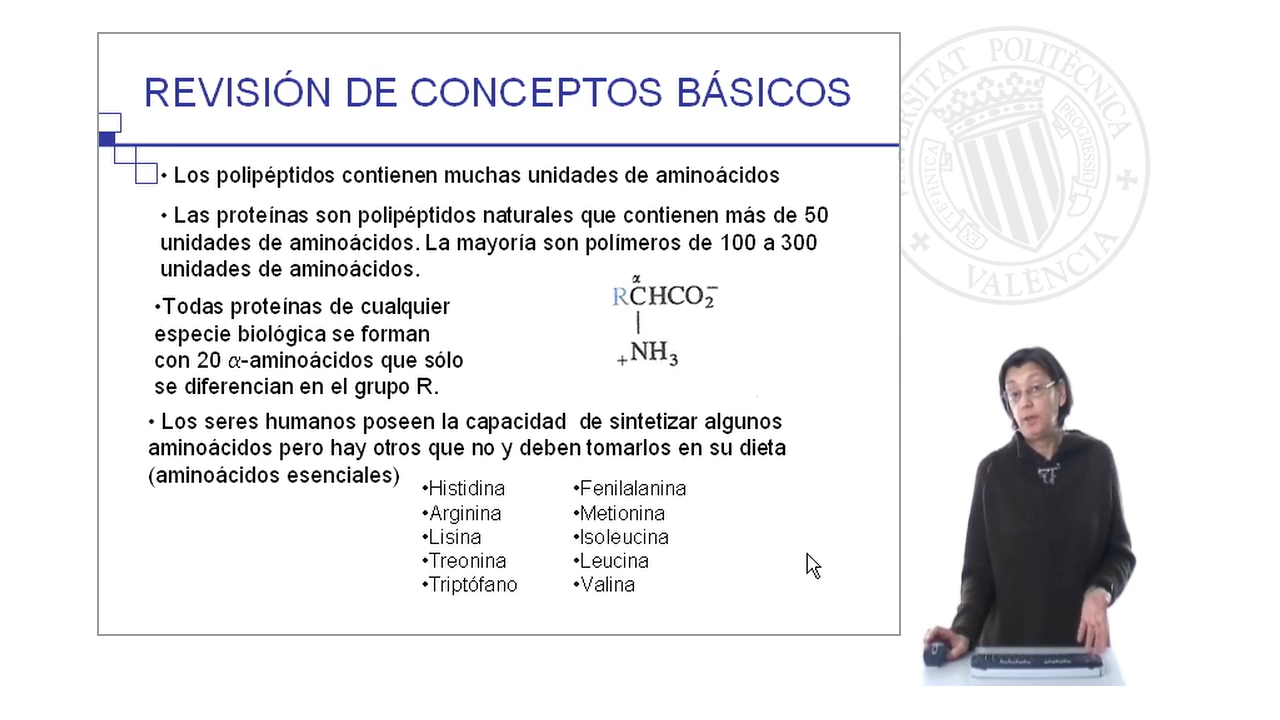 REVISIÓN DE CONCEPTOS BÁSICOS
• Los polipéptidos contienen muchas unidades de aminoácidos
• Las proteínas son polipéptidos naturales que contienen más de 50
unidades de aminoácidos. La mayoría son polímeros de 100 a 300
unidades de aminoácidos.
•Todas proteínas de cualquier
especie biológica se forman
con 20 α-aminoácidos que sólo
se diferencian en el grupo R.
α
RCHCO₂⁻
|
+NH₃
• Los seres humanos poseen la capacidad de sintetizar algunos
aminoácidos pero hay otros que no y deben tomarlos en su dieta
(aminoácidos esenciales)
•Histidina
•Arginina
•Lisina
•Treonina
•Triptófano
•Fenilalanina
•Metionina
•Isoleucina
•Leucina
•Valina
POLITÈCNICA
VALÈNCIA